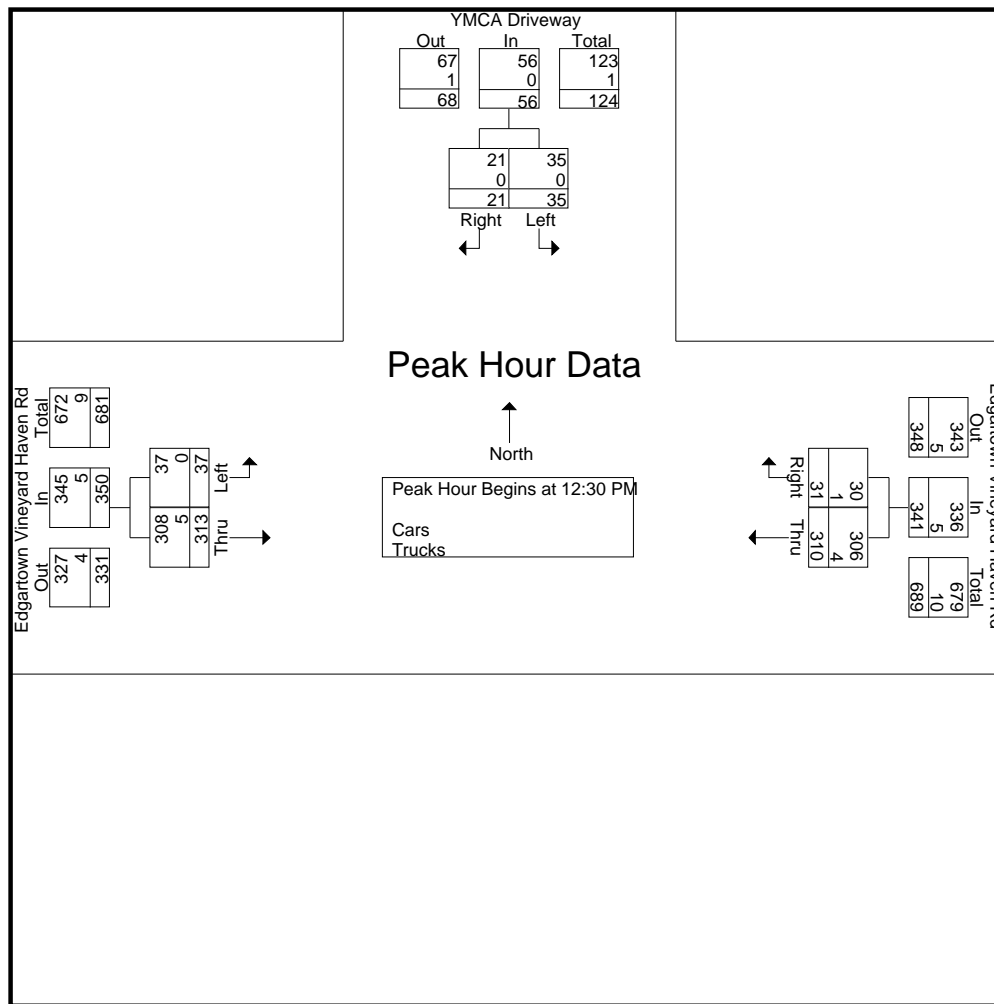 YMCA Driveway
Out In Total
67 56 123
1 0 1
68 56 124
21 35
0 0
21 35
Right Left
Peak Hour Data
North
Peak Hour Begins at 12:30 PM
Cars
Trucks
Edgartown Vineyard Haven Rd
Out In Total
327 345 672
4 5 9
331 350 681
Thru Left
308 37
5 0
313 37
Edgartown Vineyard Haven Rd
Out In Total
343 336 679
5 5 10
348 341 689
30 306
1 4
31 310
Right Thru